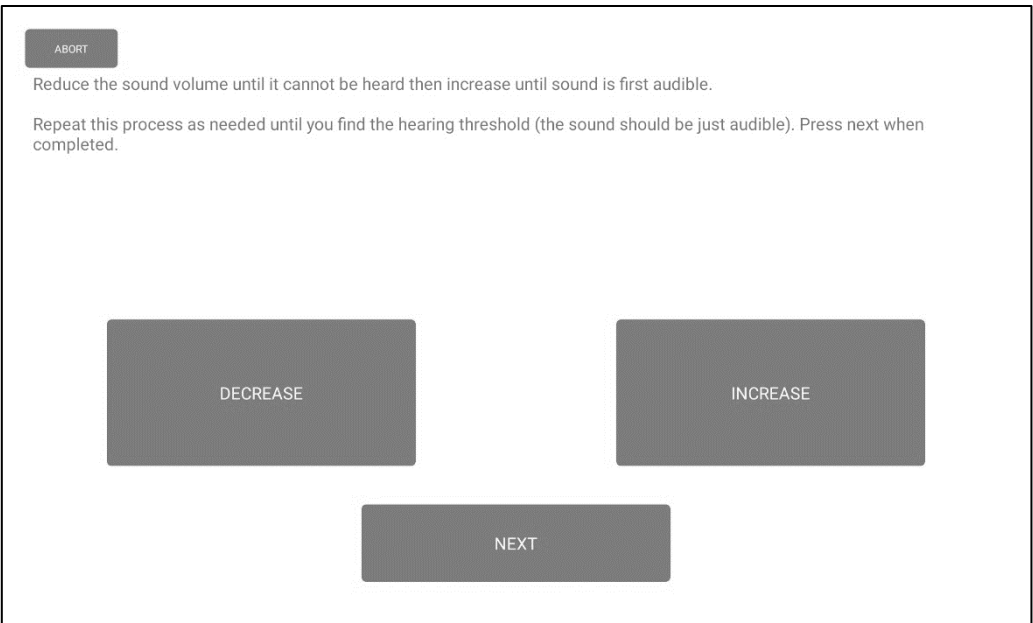 ABORT
Reduce the sound volume until it cannot be heard then increase until sound is first audible.
Repeat this process as needed until you find the hearing threshold (the sound should be just audible). Press next when
completed.
DECREASE
INCREASE
NEXT